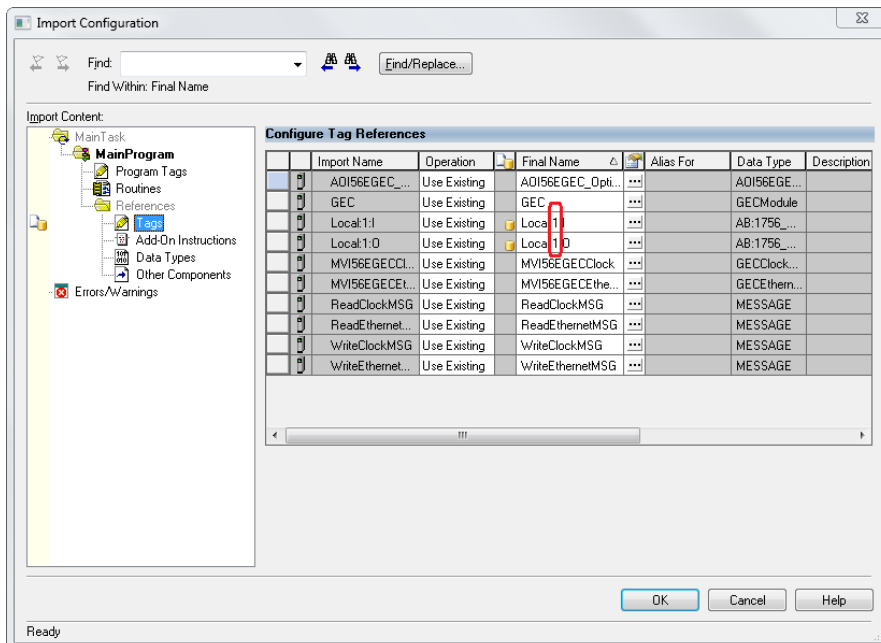 Import Configuration
Find:
Find/Replace...
Find Within: Final Name
Import Content:
MainTask
MainProgram
Program Tags
Routines
References
Tags
Add-On Instructions
Data Types
Other Components
Errors/Warnings
Configure Tag References
Import Name Operation Final Name Alias For Data Type Description
AOI56EGEC_... Use Existing AOI56EGEC_Opti... ... AOI56EGE...
GEC Use Existing GEC ... GECModule
Local:1:I Use Existing Local:1:I ... AB:1756_...
Local:1:O Use Existing Local:1:O ... AB:1756_...
MVI56EGECCl... Use Existing MVI56EGECClock ... GECClock...
MVI56EGECEt... Use Existing MVI56EGECEthe... ... GECEthern...
ReadClockMSG Use Existing ReadClockMSG ... MESSAGE
ReadEthernet... Use Existing ReadEthernetMSG ... MESSAGE
WriteClockMSG Use Existing WriteClockMSG ... MESSAGE
WriteEthernet... Use Existing WriteEthernetMSG ... MESSAGE
OK Cancel Help
Ready